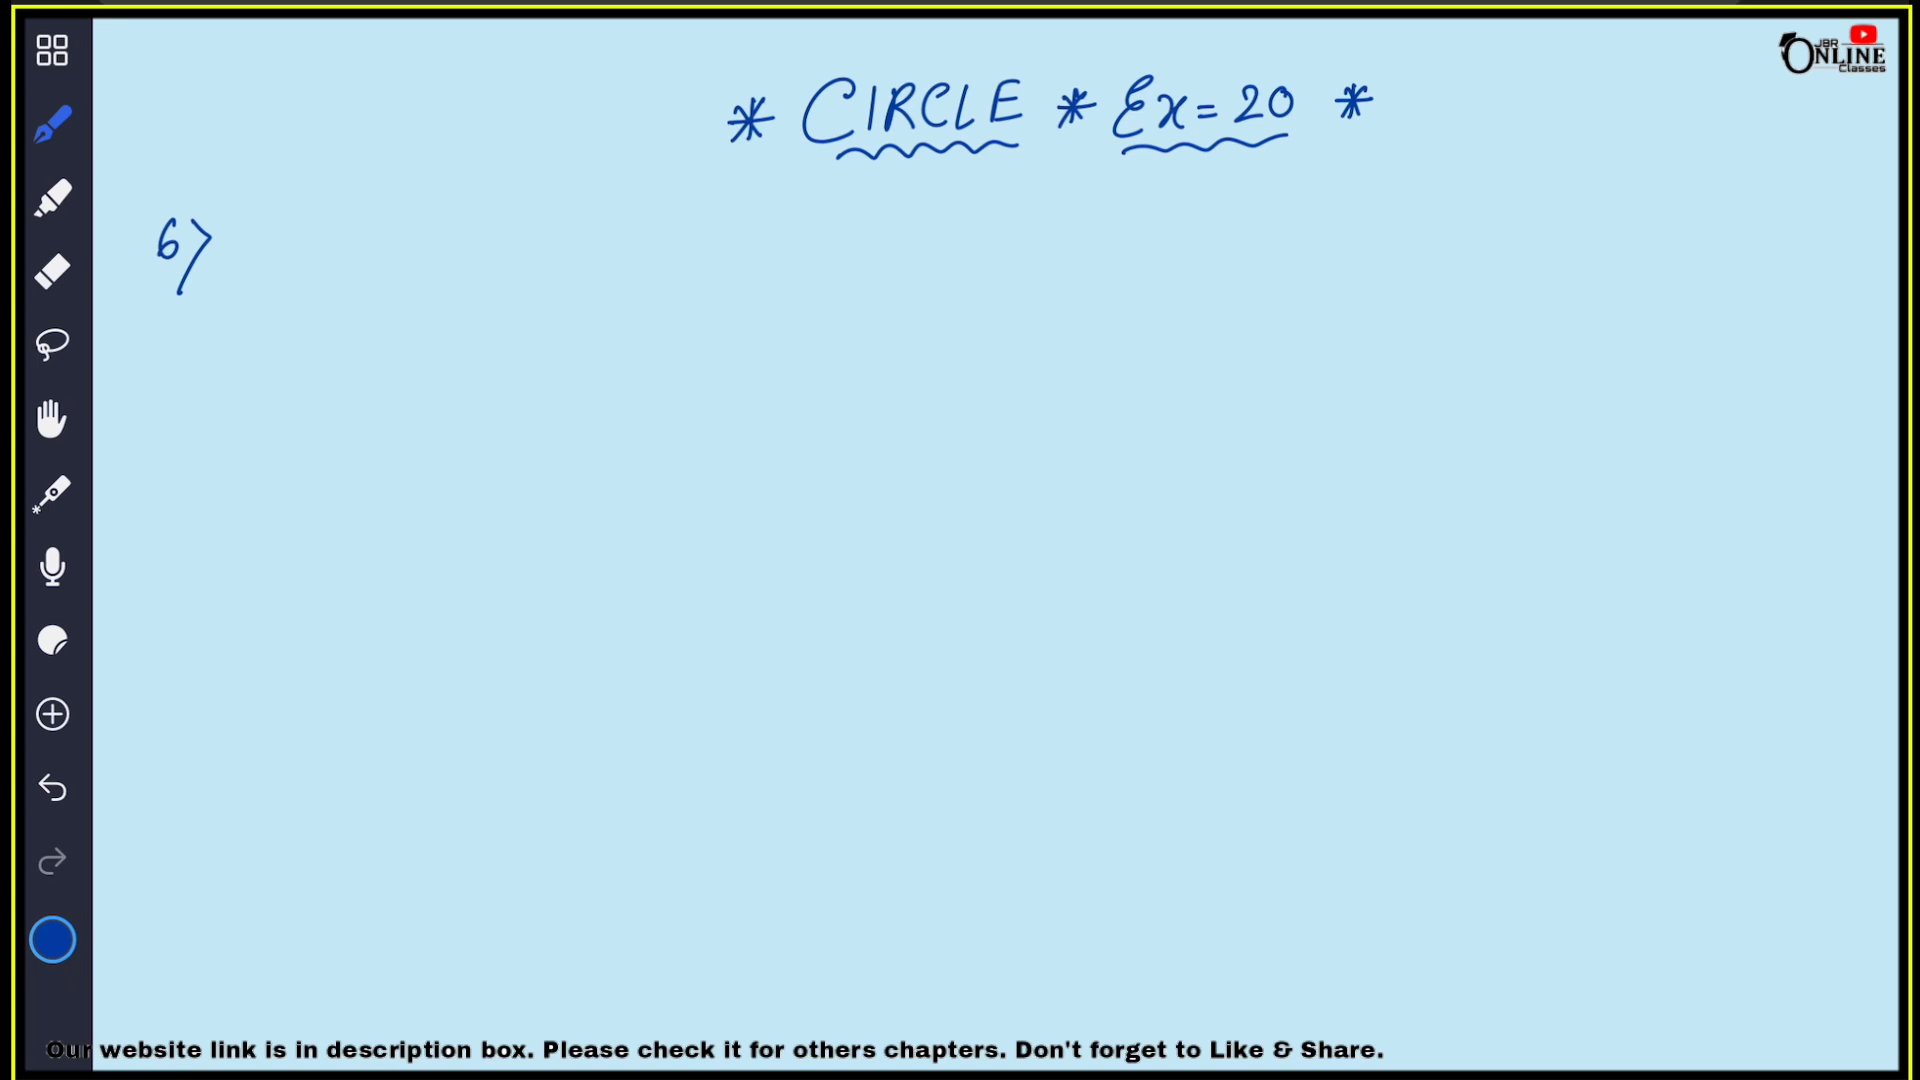 JBR
ONLINE
Classes
* CIRCLE * Ex = 20 *
6>
Our website link is in description box. Please check it for others chapters. Don't forget to Like & Share.